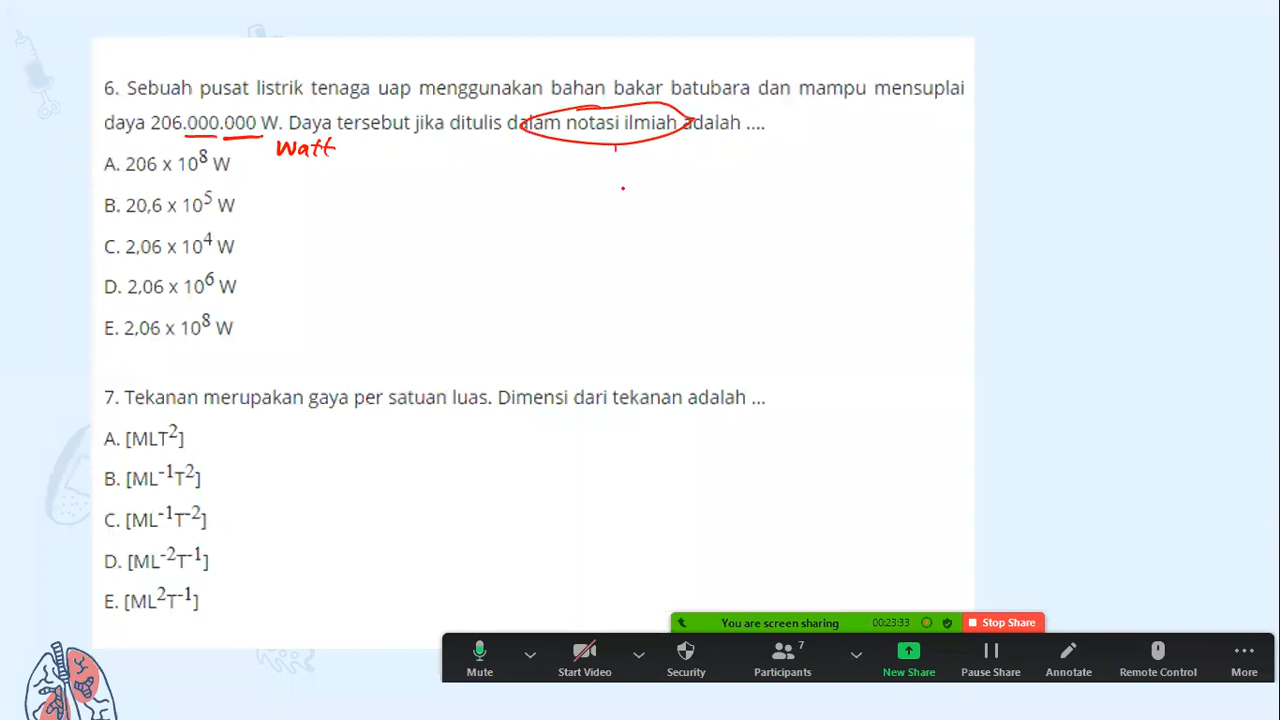 6. Sebuah pusat listrik tenaga uap menggunakan bahan bakar batubara dan mampu mensuplai
daya 206.000.000 W. Daya tersebut jika ditulis dalam notasi ilmiah adalah ....
Watt
A. 206 x 10⁸ W
B. 20,6 x 10⁵ W
C. 2,06 x 10⁴ W
D. 2,06 x 10⁶ W
E. 2,06 x 10⁸ W
7. Tekanan merupakan gaya per satuan luas. Dimensi dari tekanan adalah ...
A. [MLT²]
B. [ML⁻¹T²]
C. [ML⁻¹T⁻²]
D. [ML⁻²T⁻¹]
E. [ML²T⁻¹]
You are screen sharing 00:23:33 Stop Share
7
Mute Start Video Security Participants New Share Pause Share Annotate Remote Control More